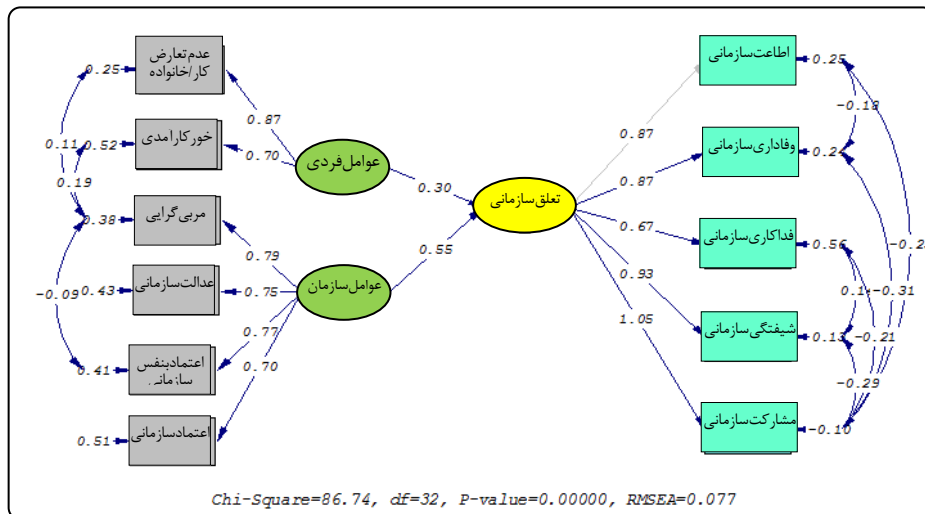 عدم تعارض
کار/خانواده
خورکارامدی
مربی‌گرایی
عدالت سازمانی
اعتماد بنفس
سازمانی
اعتماد سازمانی
0.25
0.52
0.38
0.43
0.41
0.51
0.11
0.19
-0.09
0.87
0.70
0.79
0.75
0.77
0.70
عوامل فردی
عوامل سازمان
0.30
0.55
تعلق سازمانی
0.87
0.87
0.67
0.93
1.05
اطاعت سازمانی
وفاداری سازمانی
فداکاری سازمانی
شیفتگی سازمانی
مشارکت سازمانی
0.25
0.56
0.13
-0.10
-0.18
-0.31
-0.21
-0.29
Chi-Square=86.74, df=32, P-value=0.00000, RMSEA=0.077